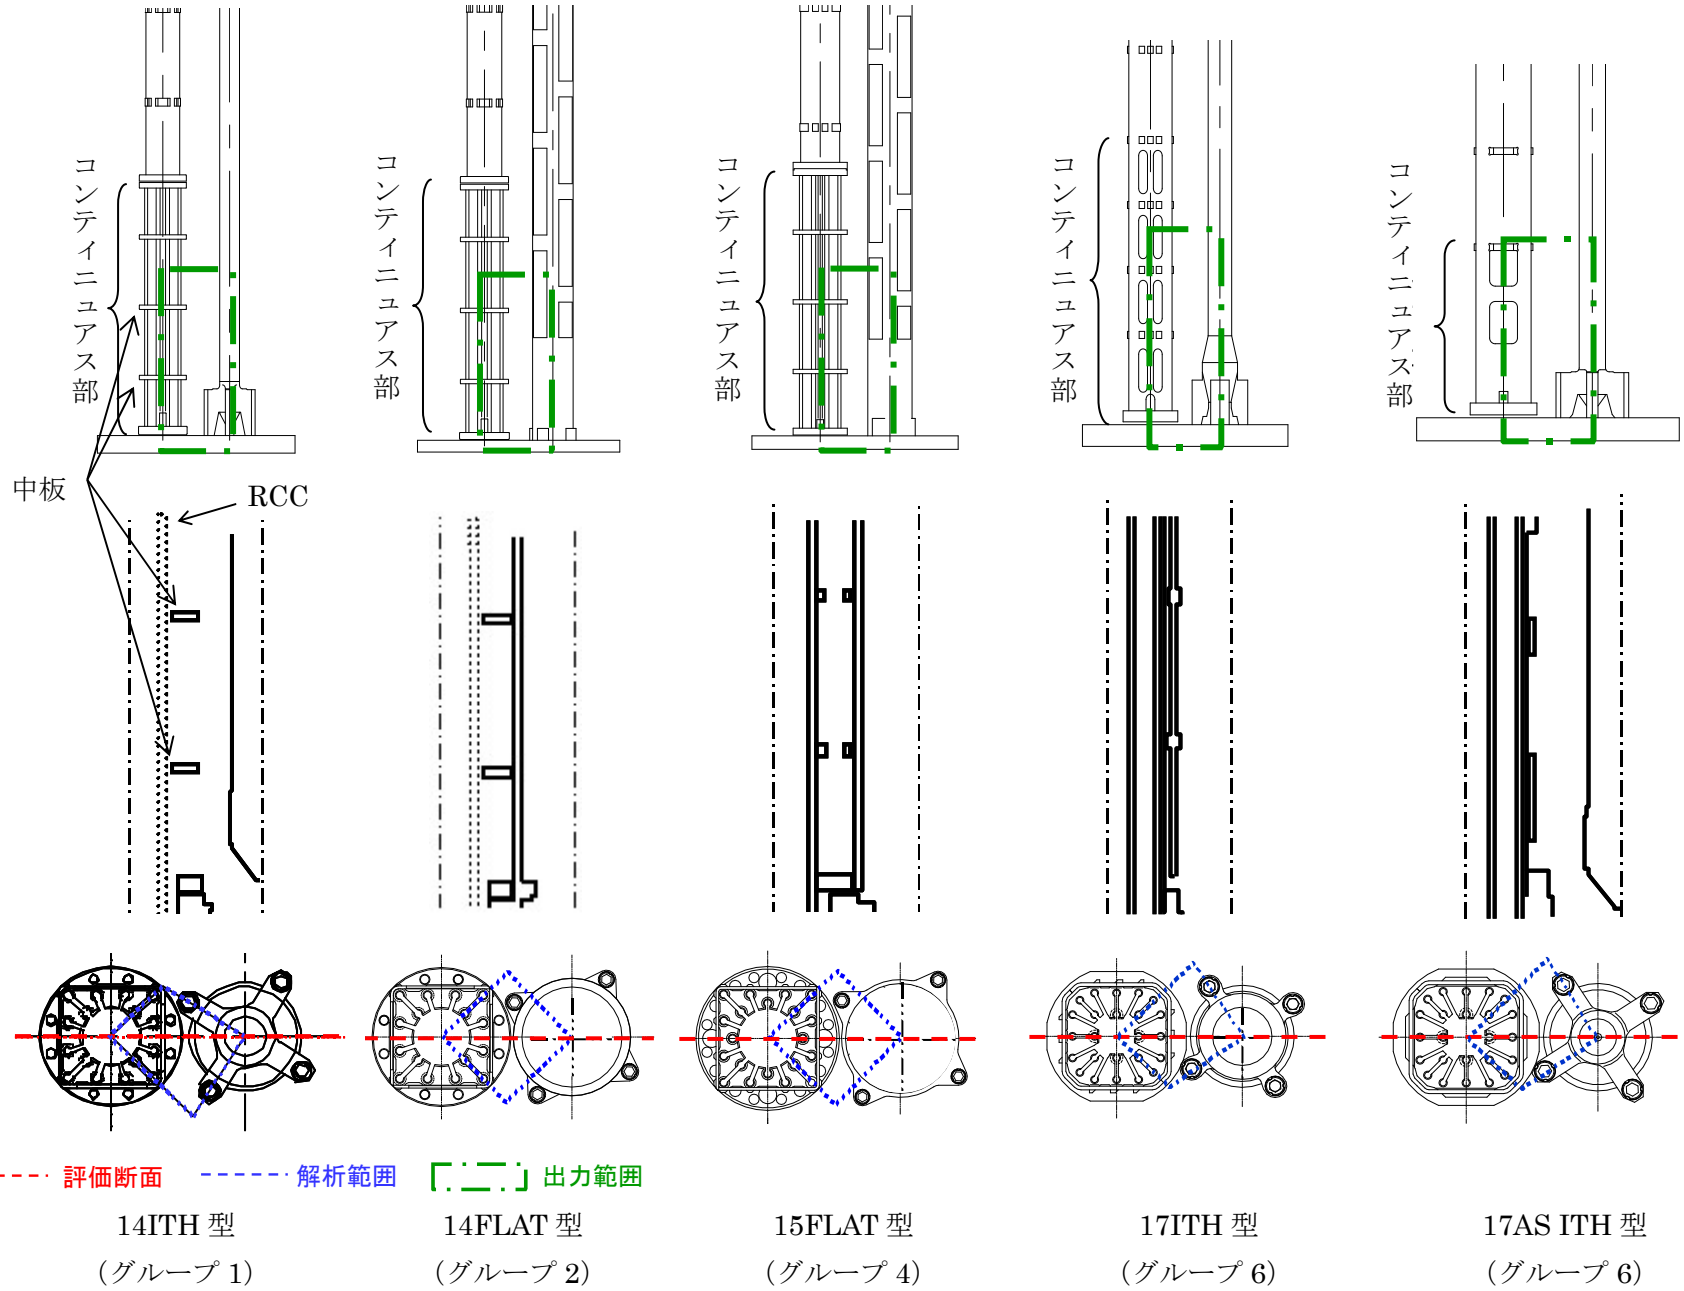 コンティニュアス部
コンティニュアス部
コンティニュアス部
コンティニュアス部
コンティニュアス部
中板
RCC
評価断面 解析範囲 出力範囲
14ITH 型 14FLAT 型 15FLAT 型 17ITH 型 17AS ITH 型
（グループ 1） （グループ 2） （グループ 4） （グループ 6） （グループ 6）